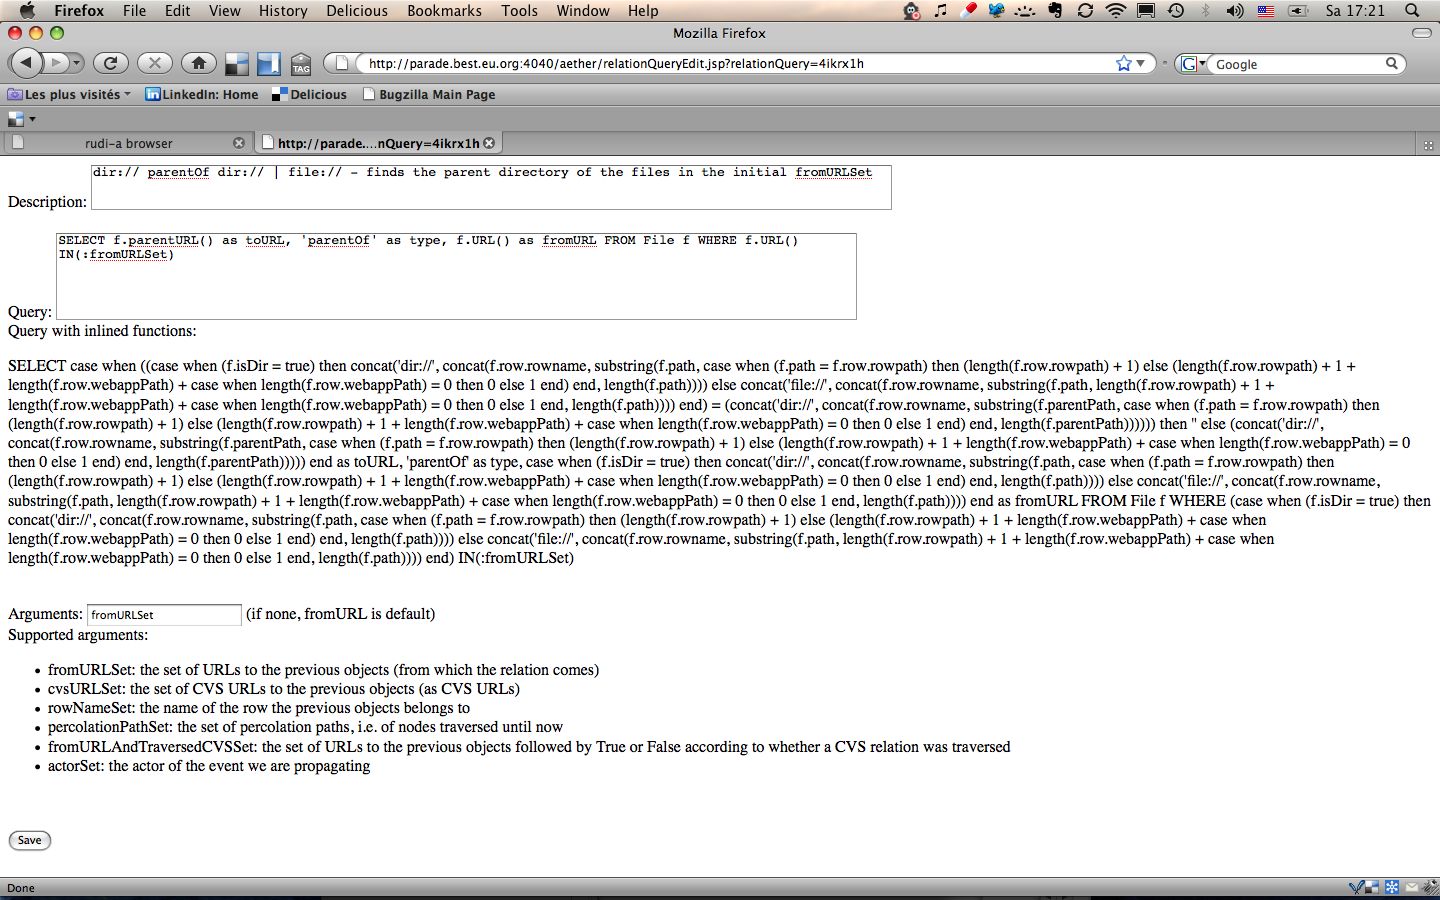 Firefox File Edit View History Delicious Bookmarks Tools Window Help Sa 17:21
Mozilla Firefox
TAG http://parade.best.eu.org:4040/aether/relationQueryEdit.jsp?relationQuery=4ikrx1h G Google
Les plus visités in LinkedIn: Home Delicious Bugzilla Main Page
rudi-a browser http://parade....nQuery=4ikrx1h
Description: dir:// parentOf dir:// | file:// - finds the parent directory of the files in the initial fromURLSet
SELECT f.parentURL() as toURL, 'parentOf' as type, f.URL() as fromURL FROM File f WHERE f.URL()
IN(:fromURLSet)
Query:
Query with inlined functions:
SELECT case when ((case when (f.isDir = true) then concat('dir://', concat(f.row.rowname, substring(f.path, case when (f.path = f.row.rowpath) then (length(f.row.rowpath) + 1) else (length(f.row.rowpath) + 1 +
length(f.row.webappPath) + case when length(f.row.webappPath) = 0 then 0 else 1 end) end, length(f.path)))) else concat('file://', concat(f.row.rowname, substring(f.path, length(f.row.rowpath) + 1 +
length(f.row.webappPath) + case when length(f.row.webappPath) = 0 then 0 else 1 end, length(f.path)))) end) = (concat('dir://', concat(f.row.rowname, substring(f.parentPath, case when (f.path = f.row.rowpath) then
(length(f.row.rowpath) + 1) else (length(f.row.rowpath) + 1 + length(f.row.webappPath) + case when length(f.row.webappPath) = 0 then 0 else 1 end) end, length(f.parentPath)))))) then '' else (concat('dir://',
concat(f.row.rowname, substring(f.parentPath, case when (f.path = f.row.rowpath) then (length(f.row.rowpath) + 1) else (length(f.row.rowpath) + 1 + length(f.row.webappPath) + case when length(f.row.webappPath) = 0
then 0 else 1 end) end, length(f.parentPath))))) end as toURL, 'parentOf' as type, case when (f.isDir = true) then concat('dir://', concat(f.row.rowname, substring(f.path, case when (f.path = f.row.rowpath) then
(length(f.row.rowpath) + 1) else (length(f.row.rowpath) + 1 + length(f.row.webappPath) + case when length(f.row.webappPath) = 0 then 0 else 1 end) end, length(f.path)))) else concat('file://', concat(f.row.rowname,
substring(f.path, length(f.row.rowpath) + 1 + length(f.row.webappPath) + case when length(f.row.webappPath) = 0 then 0 else 1 end, length(f.path)))) end as fromURL FROM File f WHERE (case when (f.isDir = true) then
concat('dir://', concat(f.row.rowname, substring(f.path, case when (f.path = f.row.rowpath) then (length(f.row.rowpath) + 1) else (length(f.row.rowpath) + 1 + length(f.row.webappPath) + case when
length(f.row.webappPath) = 0 then 0 else 1 end) end, length(f.path)))) else concat('file://', concat(f.row.rowname, substring(f.path, length(f.row.rowpath) + 1 + length(f.row.webappPath) + case when
length(f.row.webappPath) = 0 then 0 else 1 end, length(f.path)))) end) IN(:fromURLSet)
Arguments: fromURLSet (if none, fromURL is default)
Supported arguments:
• fromURLSet: the set of URLs to the previous objects (from which the relation comes)
• cvsURLSet: the set of CVS URLs to the previous objects (as CVS URLs)
• rowNameSet: the name of the row the previous objects belongs to
• percolationPathSet: the set of percolation paths, i.e. of nodes traversed until now
• fromURLAndTraversedCVSSet: the set of URLs to the previous objects followed by True or False according to whether a CVS relation was traversed
• actorSet: the actor of the event we are propagating
Save
Done